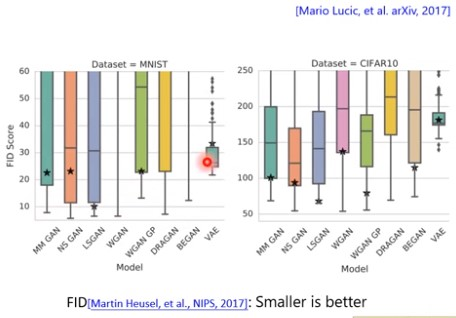 [Mario Lucic, et al. arXiv, 2017]
Dataset = MNIST
60
50
40
30
20
10
FID Score
MM GAN
NS GAN
LSGAN
WGAN
WGAN GP
DRAGAN
BEGAN
VAE
Model
Dataset = CIFAR10
250
200
150
100
50
MM GAN
NS GAN
LSGAN
WGAN
WGAN GP
DRAGAN
BEGAN
VAE
Model
FID[Martin Heusel, et al., NIPS, 2017]: Smaller is better